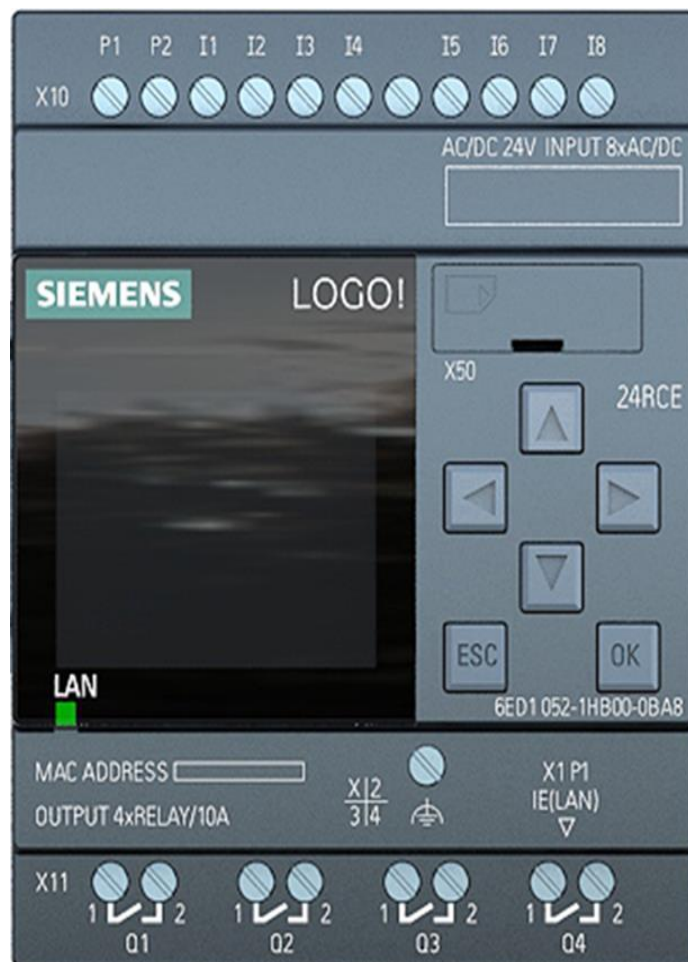 P1 P2 I1 I2 I3 I4 I5 I6 I7 I8
X10
AC/DC 24V INPUT 8xAC/DC
SIEMENS LOGO!
X50
24RCE
ESC OK
LAN
6ED1 052-1HB00-0BA8
MAC ADDRESS
X 2
3 4
X1 P1
IE(LAN)
OUTPUT 4xRELAY/10A
X11
1 2 1 2 1 2 1 2
Q1 Q2 Q3 Q4